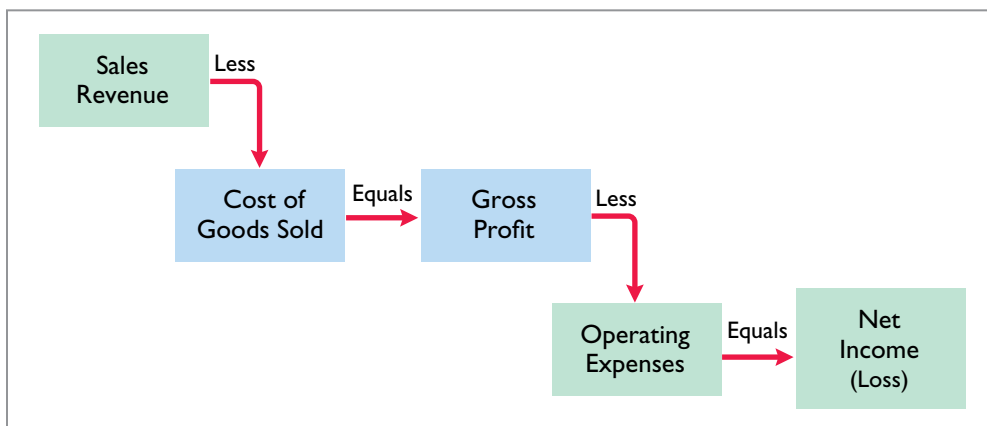 Sales
Revenue
Less
Cost of
Goods Sold
Equals
Gross
Profit
Less
Operating
Expenses
Equals
Net
Income
(Loss)